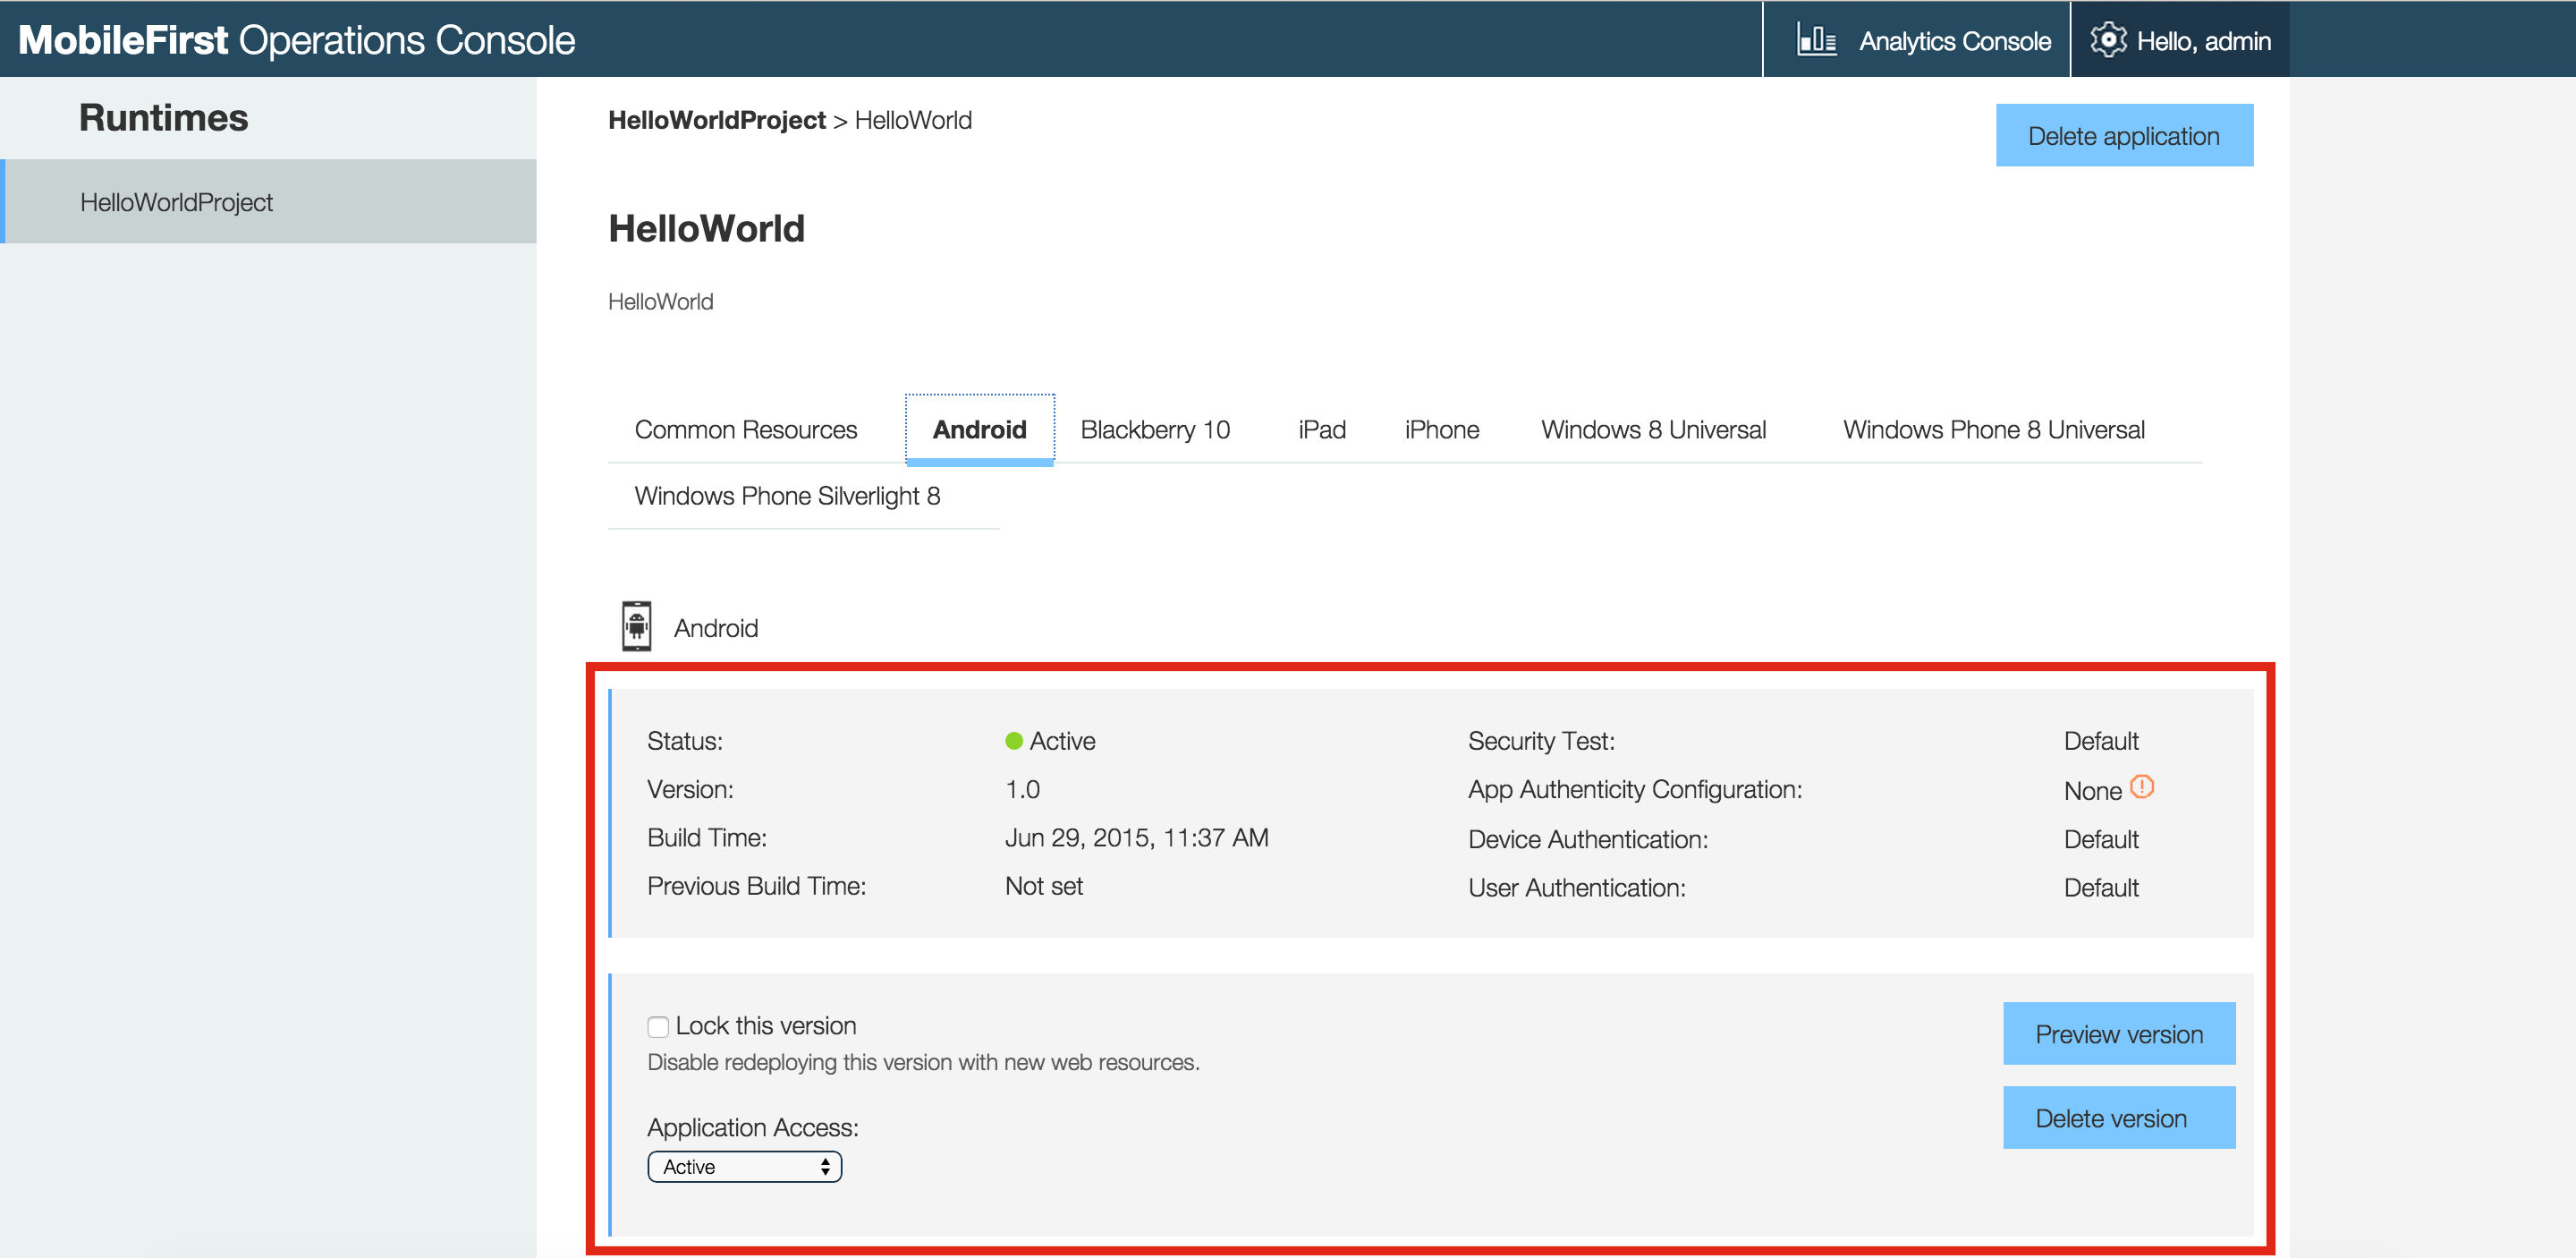 MobileFirst Operations Console
Analytics Console
Hello, admin
Runtimes
HelloWorldProject
HelloWorldProject > HelloWorld
Delete application
HelloWorld
HelloWorld
Common Resources Android Blackberry 10 iPad iPhone Windows 8 Universal Windows Phone 8 Universal
Windows Phone Silverlight 8
Android
Status: Active Security Test: Default
Version: 1.0 App Authenticity Configuration: None
Build Time: Jun 29, 2015, 11:37 AM Device Authentication: Default
Previous Build Time: Not set User Authentication: Default
Lock this version
Disable redeploying this version with new web resources.
Preview version
Delete version
Application Access:
Active